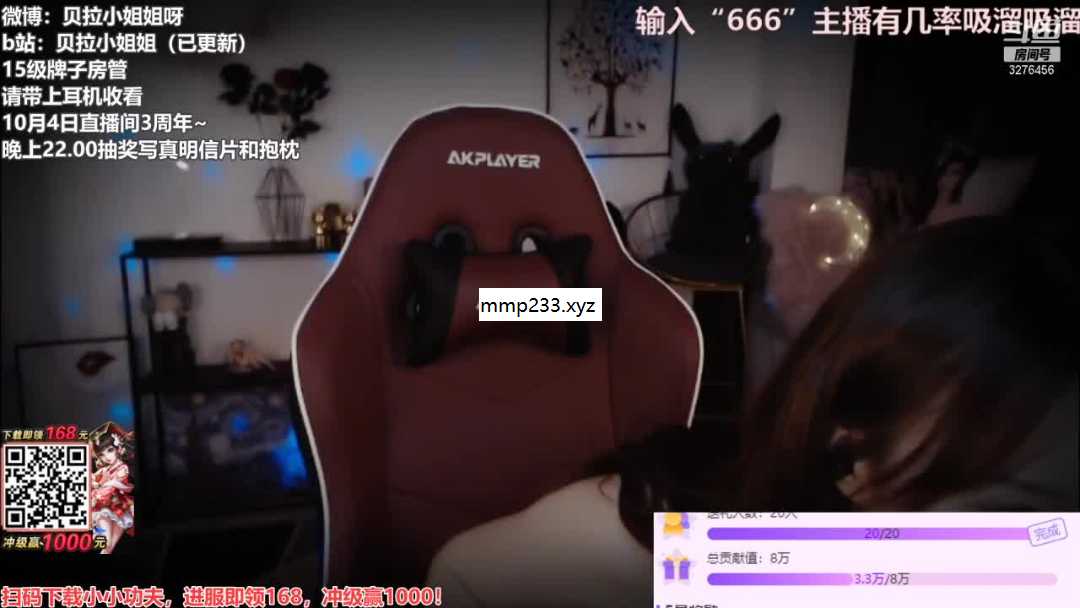 微博：贝拉小姐姐呀
b站：贝拉小姐姐（已更新）
15级牌子房管
请带上耳机收看
10月4日直播间3周年~
晚上22.00抽奖写真明信片和抱枕
输入“666”主播有几率吸溜吸溜
斗鱼
房间号
3276456
AKPLAYER
mmp233.xyz
下载即领168元
冲级赢1000元
扫码下载小小功夫，进服即领168，冲级赢1000！
20/20
完成
总贡献值：8万
3.3万/8万